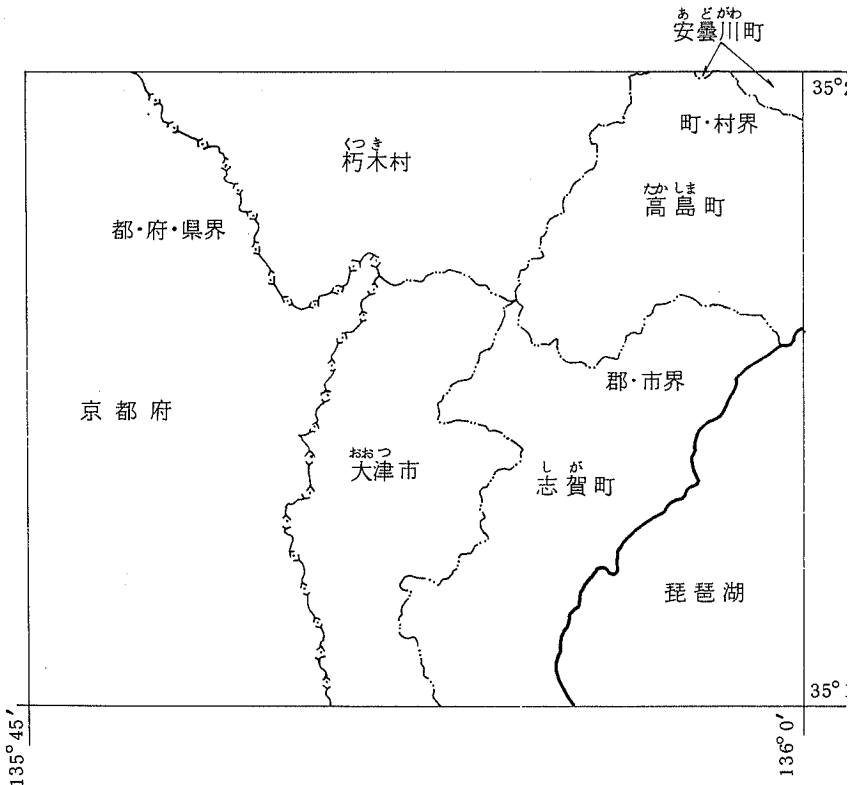 あどがわ
安曇川町
35°2
町・村界
くつき
朽木村
たかしま
高島町
都・府・県界
郡・市界
京都府
おおつ
大津市
しが
志賀町
琵琶湖
35°1
135°45′
136°0′